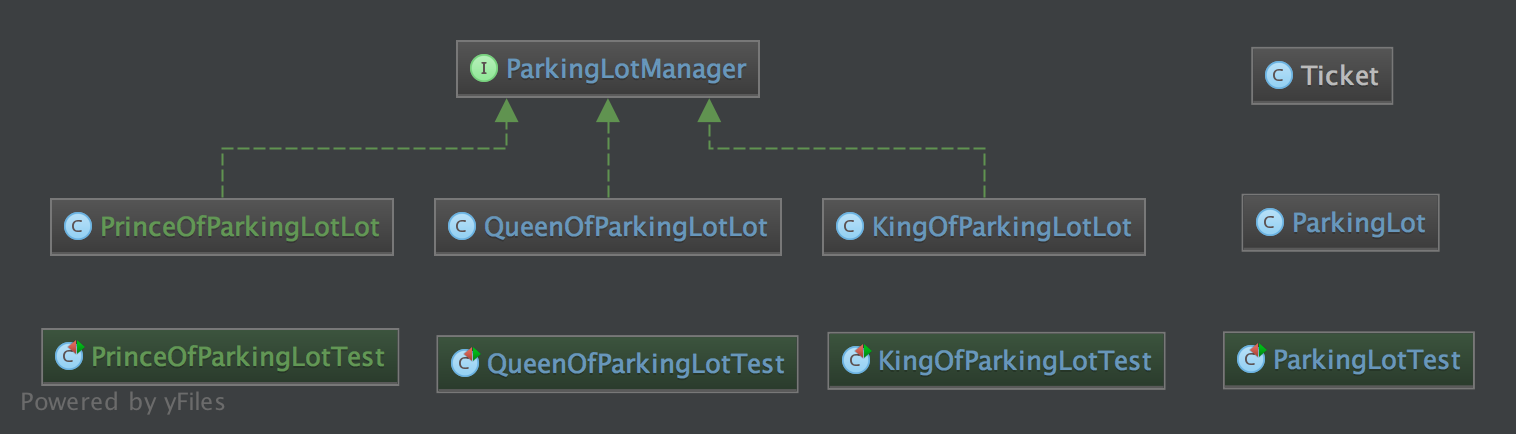 I ParkingLotManager
C Ticket
C PrinceOfParkingLotLot
C QueenOfParkingLotLot
C KingOfParkingLotLot
C ParkingLot
C PrinceOfParkingLotTest
C QueenOfParkingLotTest
C KingOfParkingLotTest
C ParkingLotTest
Powered by yFiles